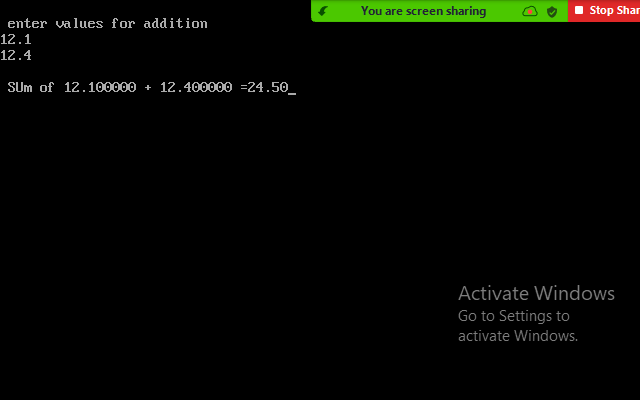 enter values for addition
12.1
12.4
SUm of 12.100000 + 12.400000 =24.50_
You are screen sharing
Stop Shar
Activate Windows
Go to Settings to
activate Windows.